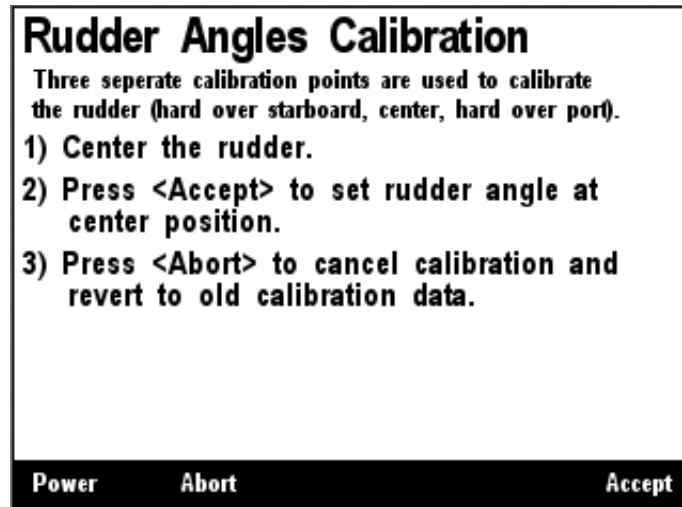 Rudder Angles Calibration
Three seperate calibration points are used to calibrate
the rudder (hard over starboard, center, hard over port).
1) Center the rudder.
2) Press <Accept> to set rudder angle at
center position.
3) Press <Abort> to cancel calibration and
revert to old calibration data.
Power Abort Accept